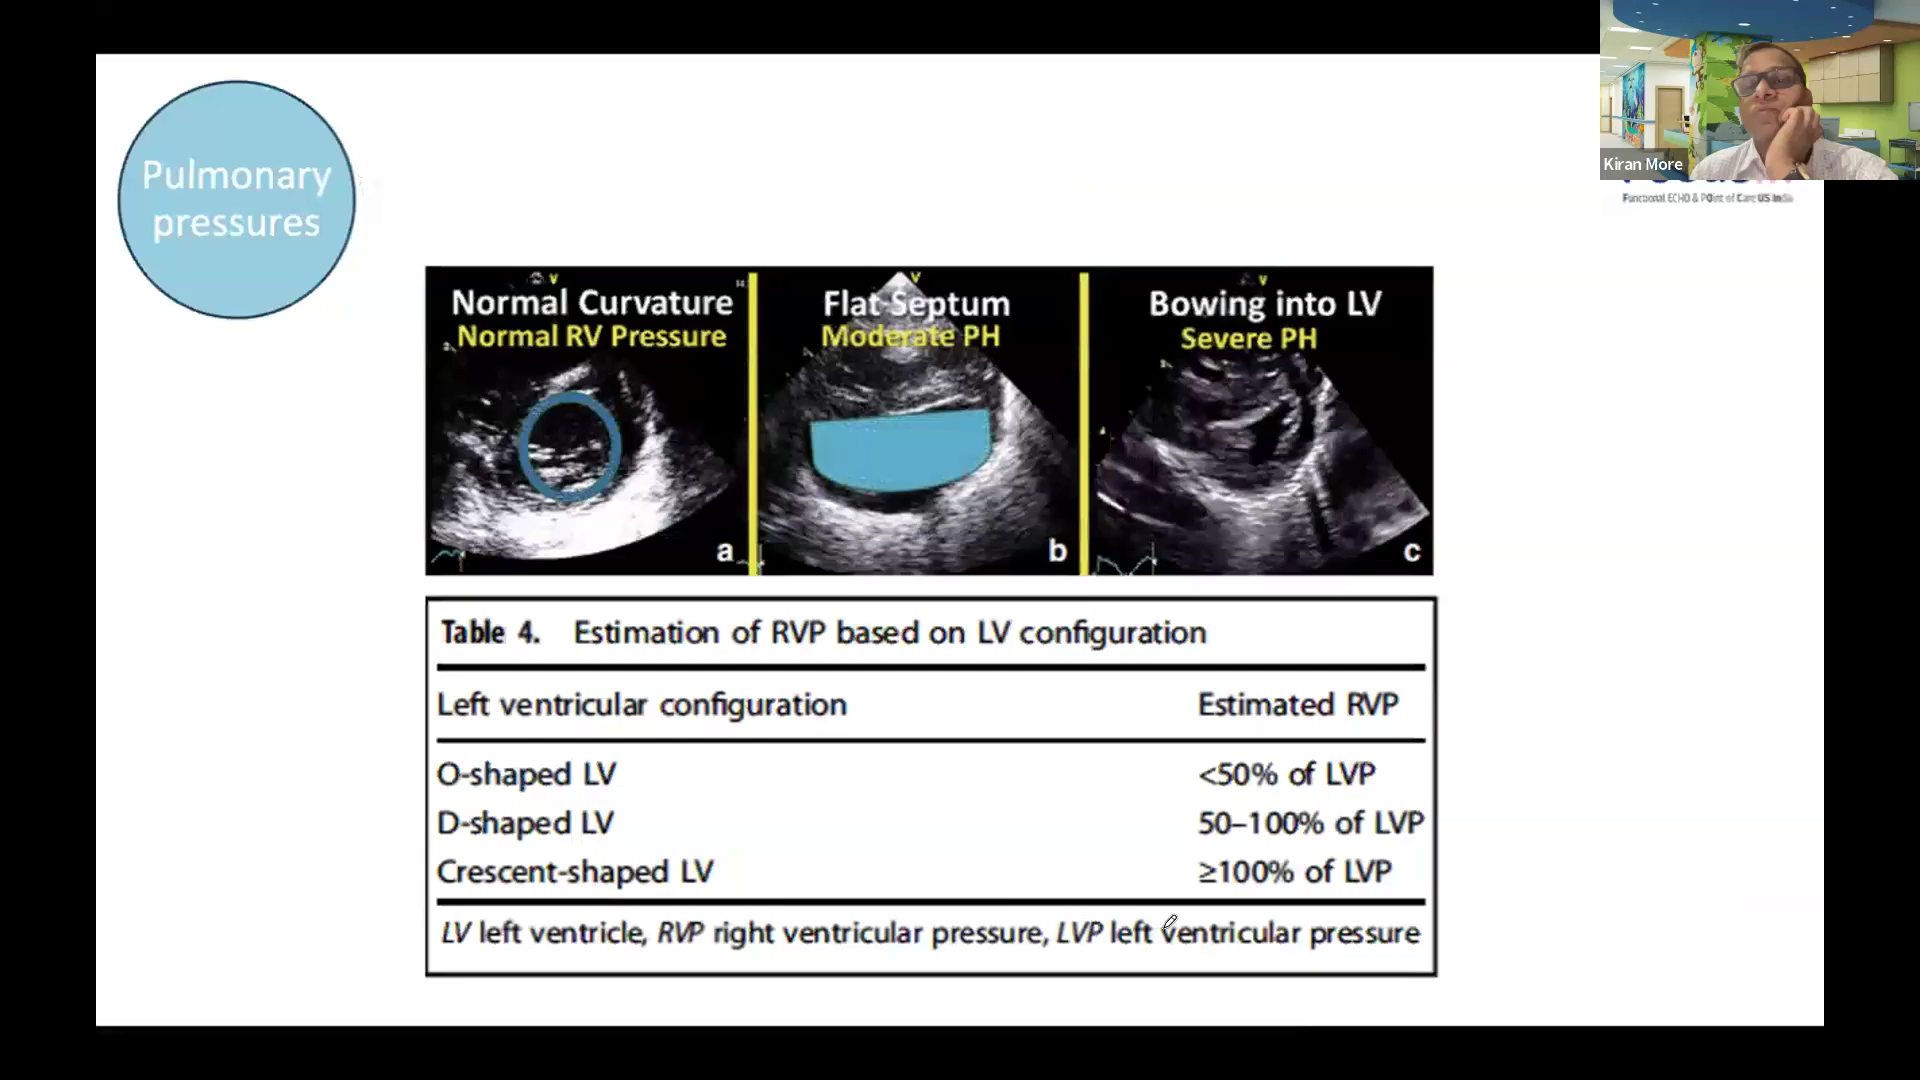 Pulmonary
pressures
Kiran More
Functional ECHO & POint of Care US India
Normal Curvature
Normal RV Pressure
a
Flat Septum
Moderate PH
b
Bowing into LV
Severe PH
c
Table 4. Estimation of RVP based on LV configuration
Left ventricular configuration Estimated RVP
O-shaped LV <50% of LVP
D-shaped LV 50–100% of LVP
Crescent-shaped LV ≥100% of LVP
LV left ventricle, RVP right ventricular pressure, LVP left ventricular pressure